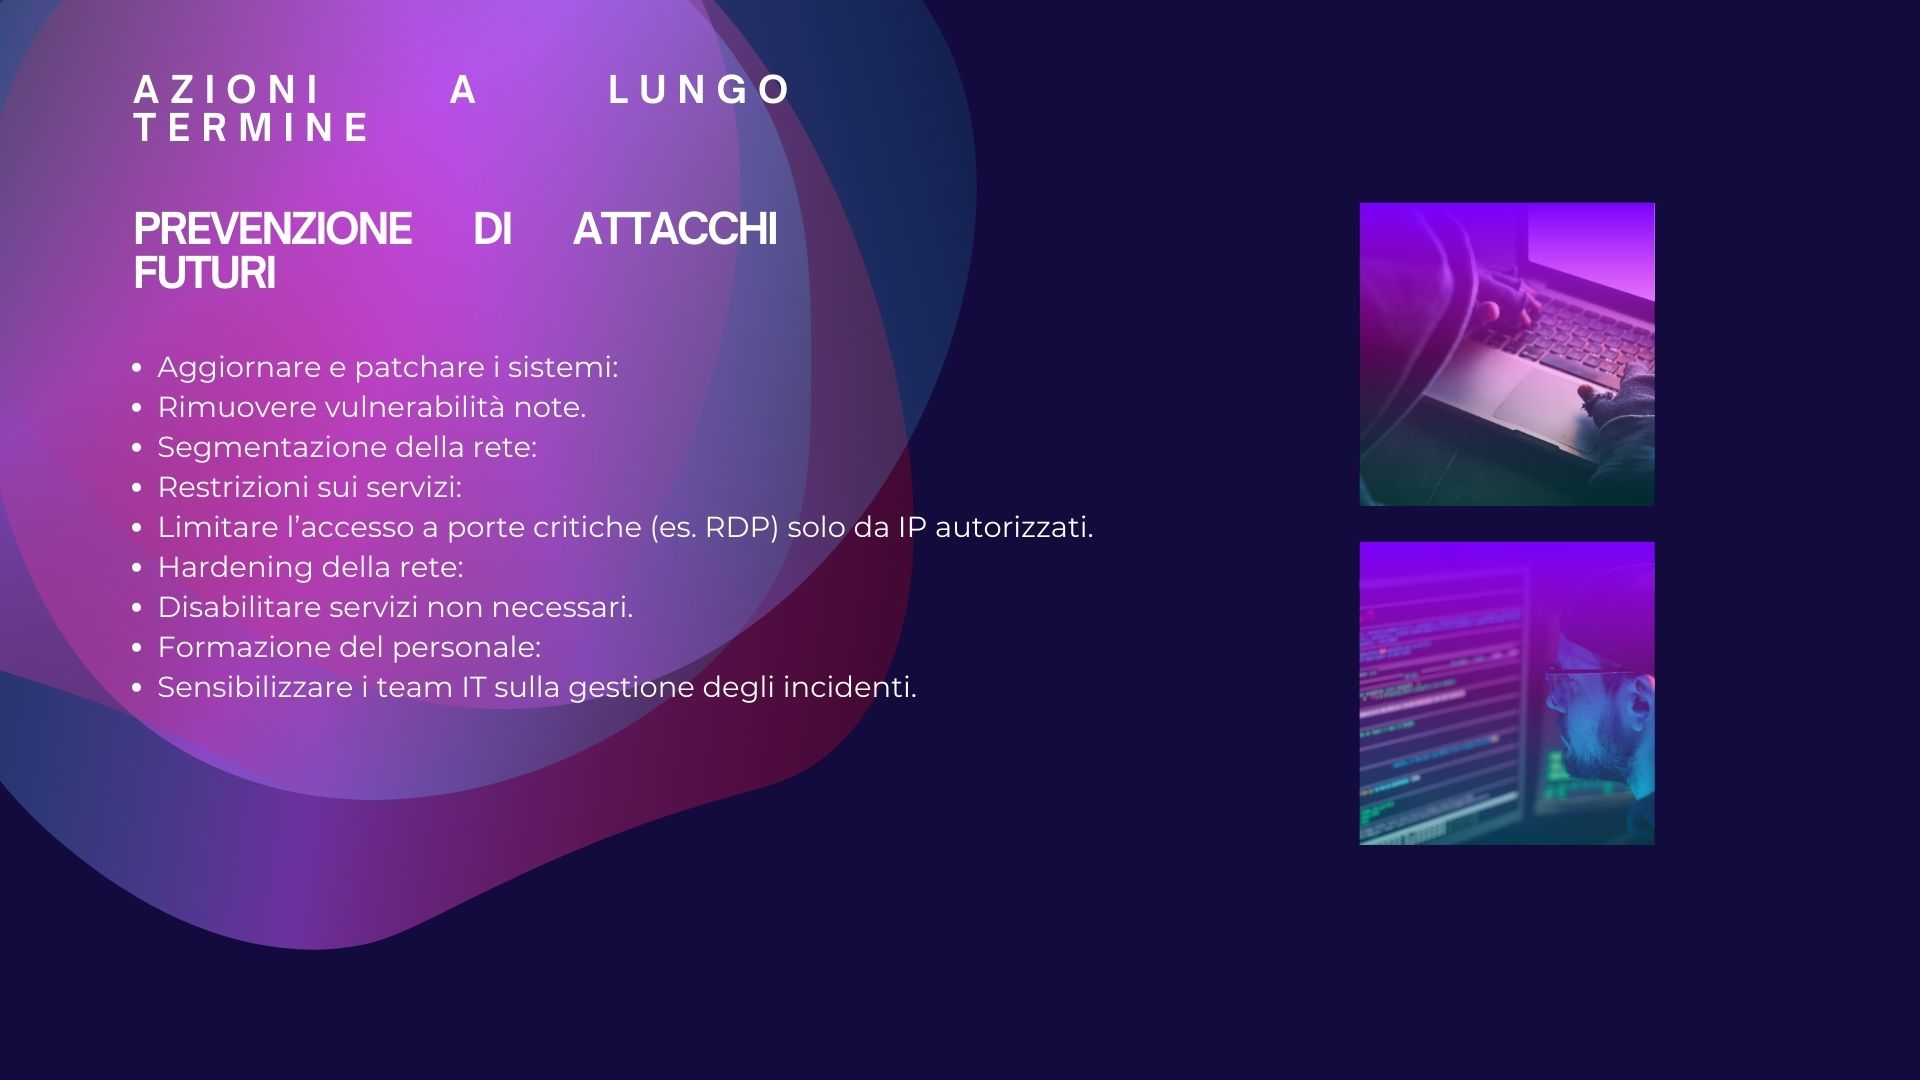 AZIONI A LUNGO
TERMINE
PREVENZIONE DI ATTACCHI
FUTURI
• Aggiornare e patchare i sistemi:
• Rimuovere vulnerabilità note.
• Segmentazione della rete:
• Restrizioni sui servizi:
• Limitare l’accesso a porte critiche (es. RDP) solo da IP autorizzati.
• Hardening della rete:
• Disabilitare servizi non necessari.
• Formazione del personale:
• Sensibilizzare i team IT sulla gestione degli incidenti.